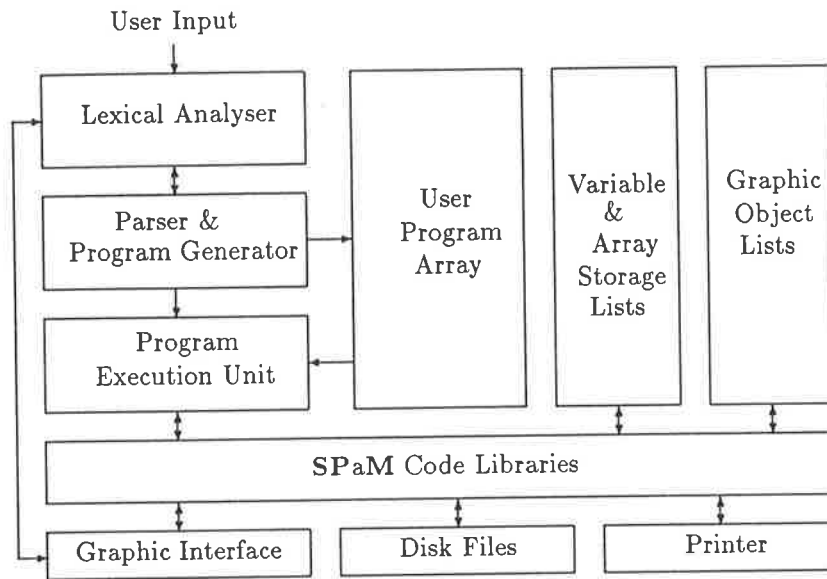 User Input
Lexical Analyser
Parser &
Program Generator
Program
Execution Unit
User
Program
Array
Variable
&
Array
Storage
Lists
Graphic
Object
Lists
SPaM Code Libraries
Graphic Interface
Disk Files
Printer